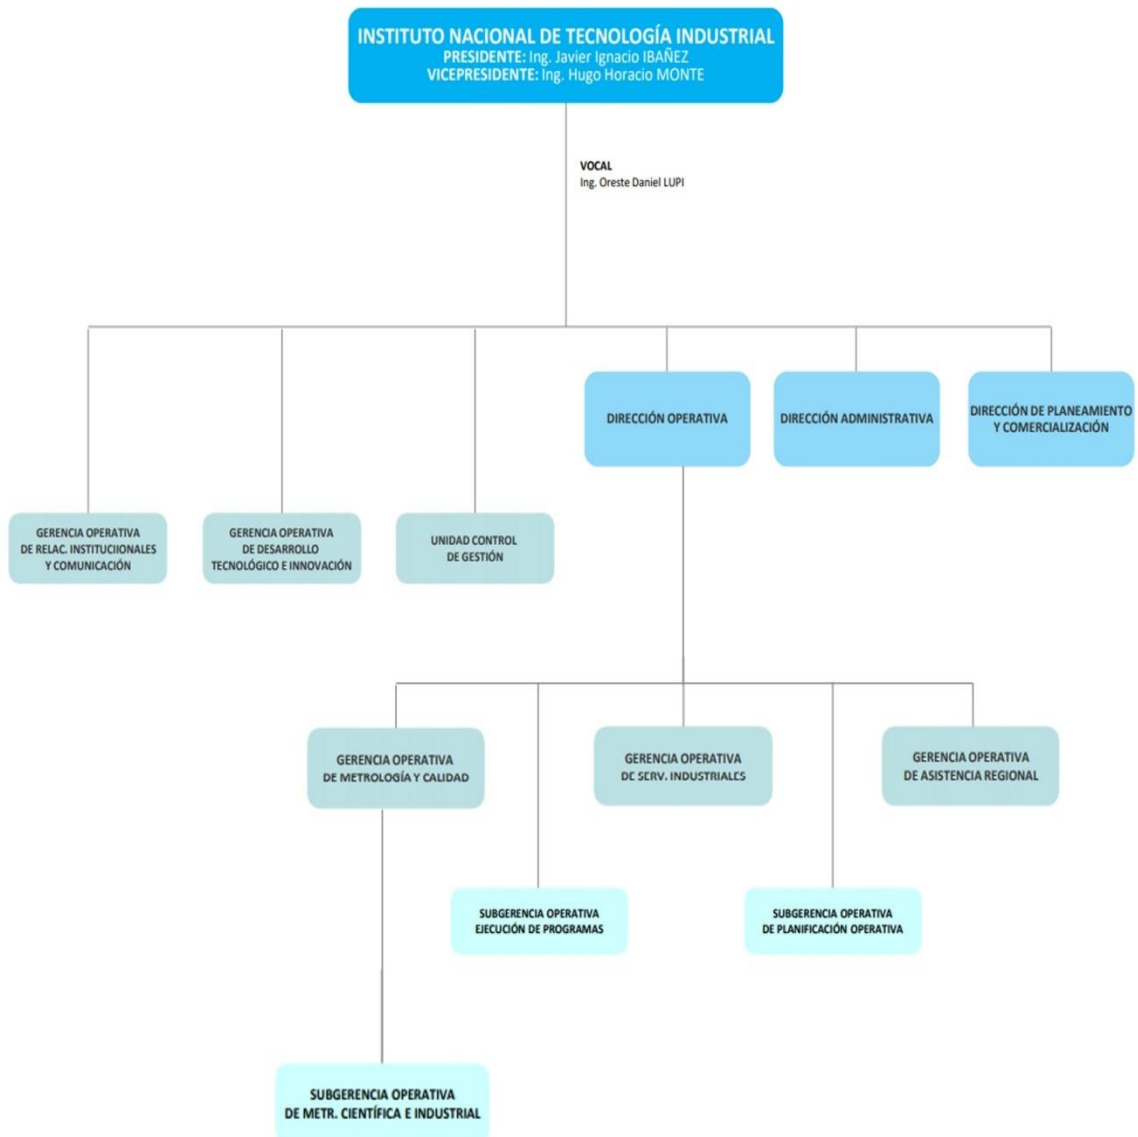 INSTITUTO NACIONAL DE TECNOLOGÍA INDUSTRIAL
PRESIDENTE: Ing. Javier Ignacio IBAÑEZ
VICEPRESIDENTE: Ing. Hugo Horacio MONTE
VOCAL
Ing. Oreste Daniel LUPI
DIRECCIÓN OPERATIVA
DIRECCIÓN ADMINISTRATIVA
DIRECCIÓN DE PLANEAMIENTO
Y COMERCIALIZACIÓN
GERENCIA OPERATIVA
DE RELAC. INSTITUCIIONALES
Y COMUNICACIÓN
GERENCIA OPERATIVA
DE DESARROLLO
TECNOLÓGICO E INNOVACIÓN
UNIDAD CONTROL
DE GESTIÓN
GERENCIA OPERATIVA
DE METROLOGÍA Y CALIDAD
GERENCIA OPERATIVA
DE SERV. INDUSTRIALES
GERENCIA OPERATIVA
DE ASISTENCIA REGIONAL
SUBGERENCIA OPERATIVA
EJECUCIÓN DE PROGRAMAS
SUBGERENCIA OPERATIVA
DE PLANIFICACIÓN OPERATIVA
SUBGERENCIA OPERATIVA
DE METR. CIENTÍFICA E INDUSTRIAL